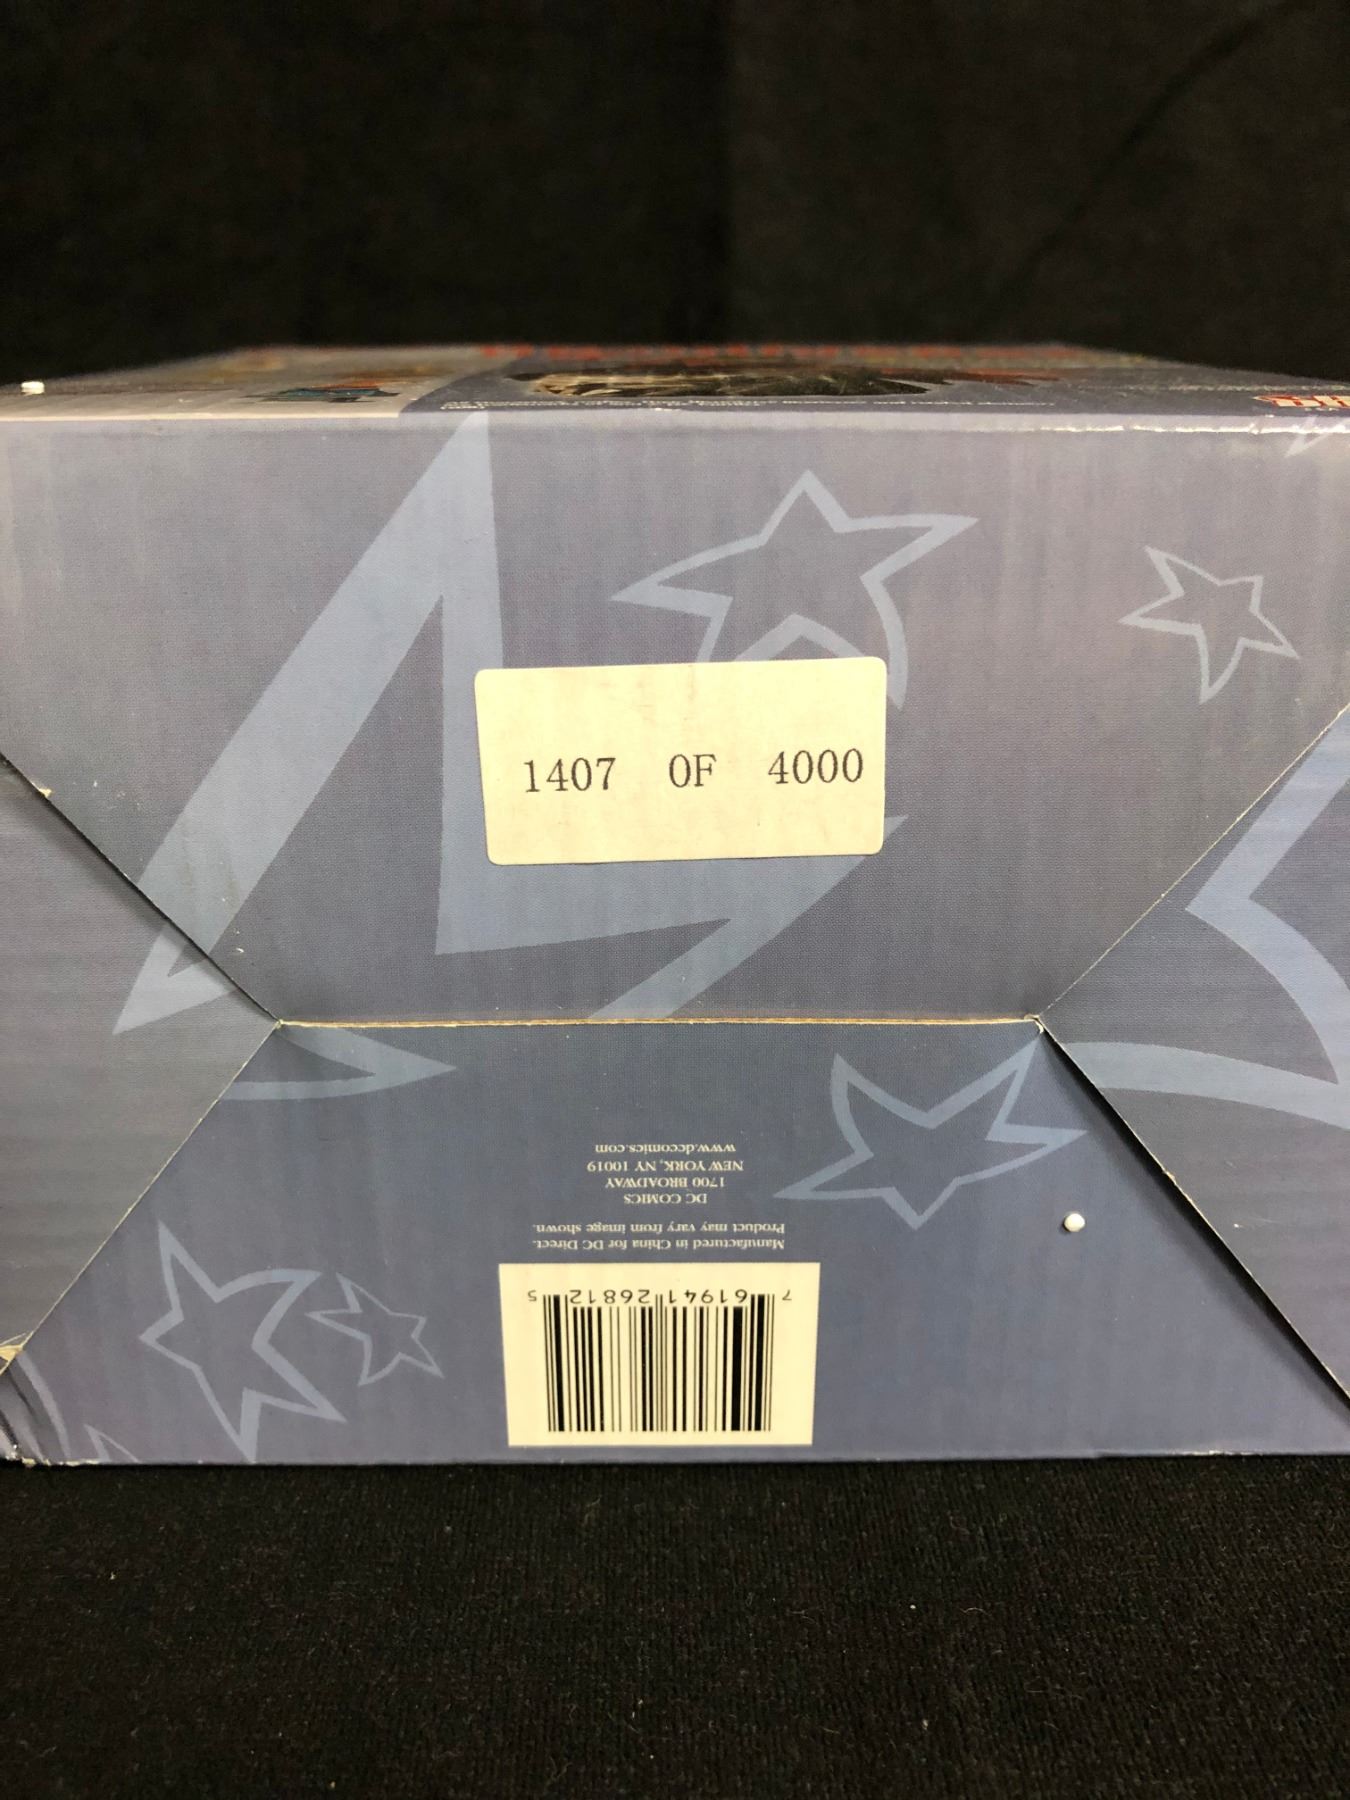 1407 OF 4000
Manufactured in China for DC Direct.
Product may vary from image shown.
DC COMICS
1700 BROADWAY
NEW YORK, NY 10019
www.dccomics.com
7 61941 26812 5